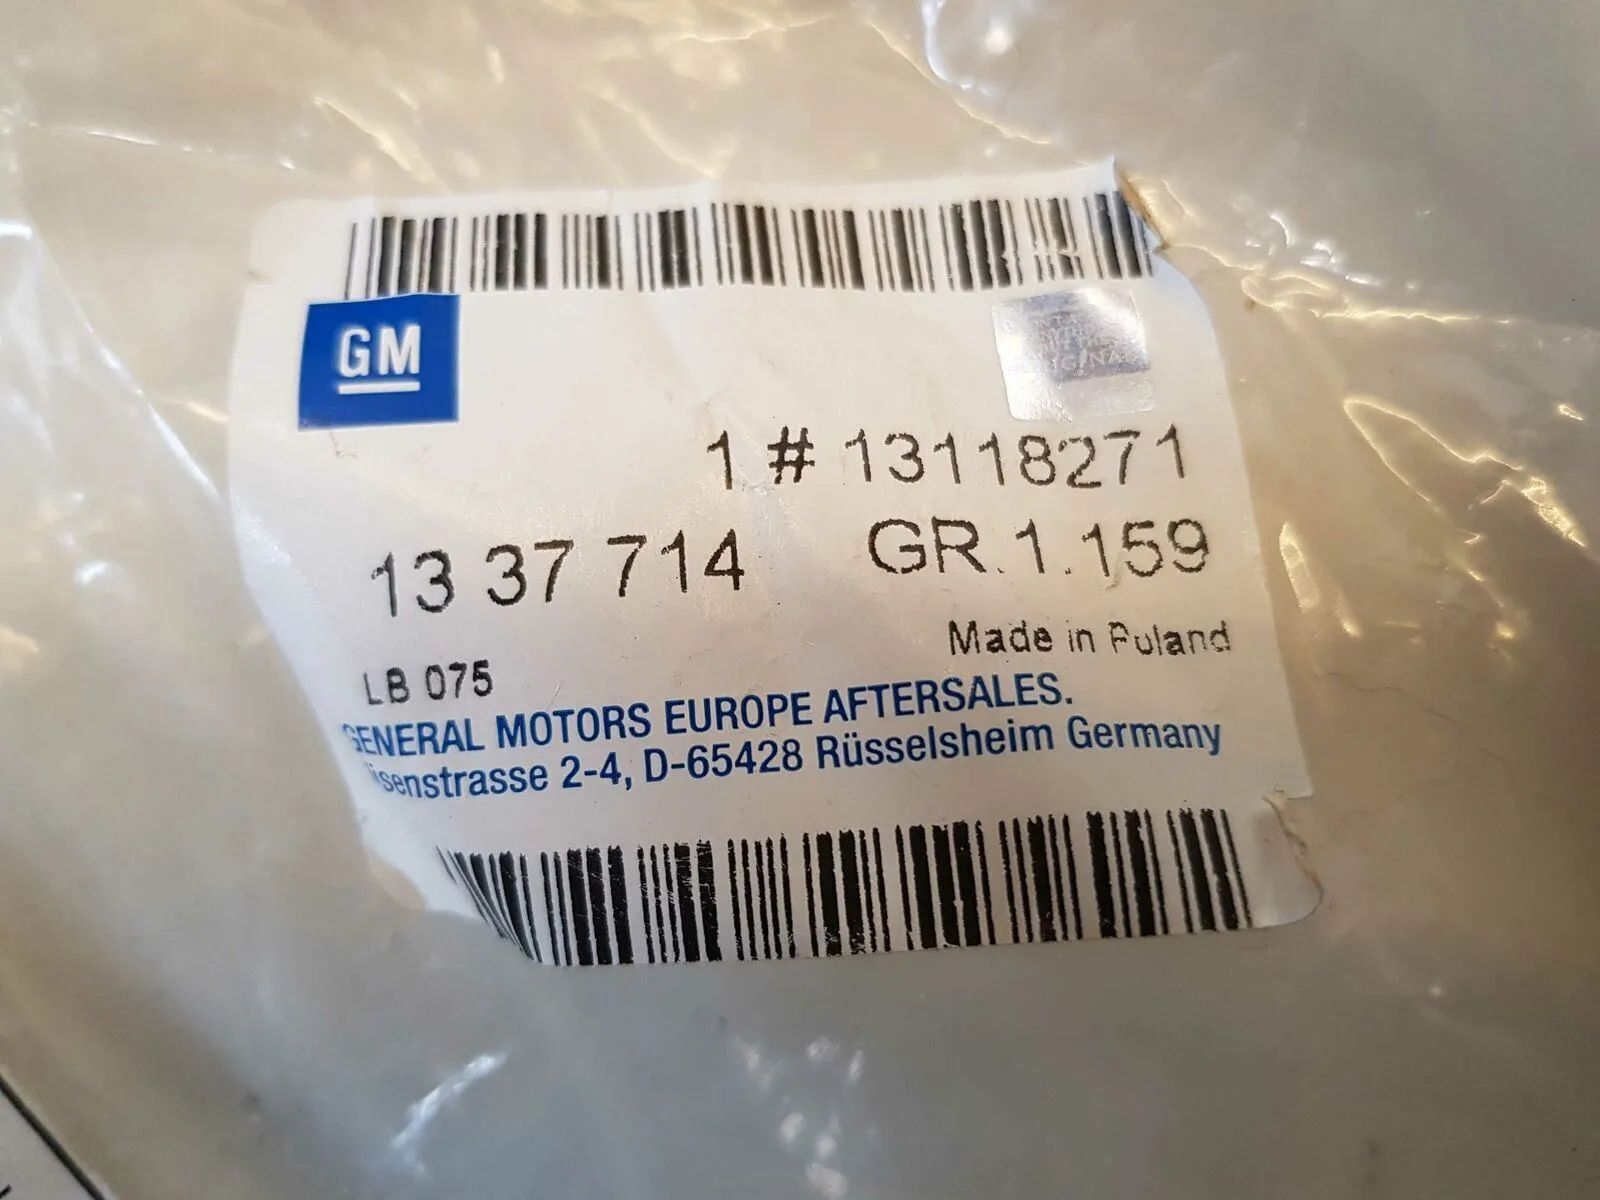 GM
ORIGINAL
1 # 13118271
13 37 714 GR. 1.159
Made in Poland
LB 075
GENERAL MOTORS EUROPE AFTERSALES.
2-4, D-65428 Rüsselsheim Germany